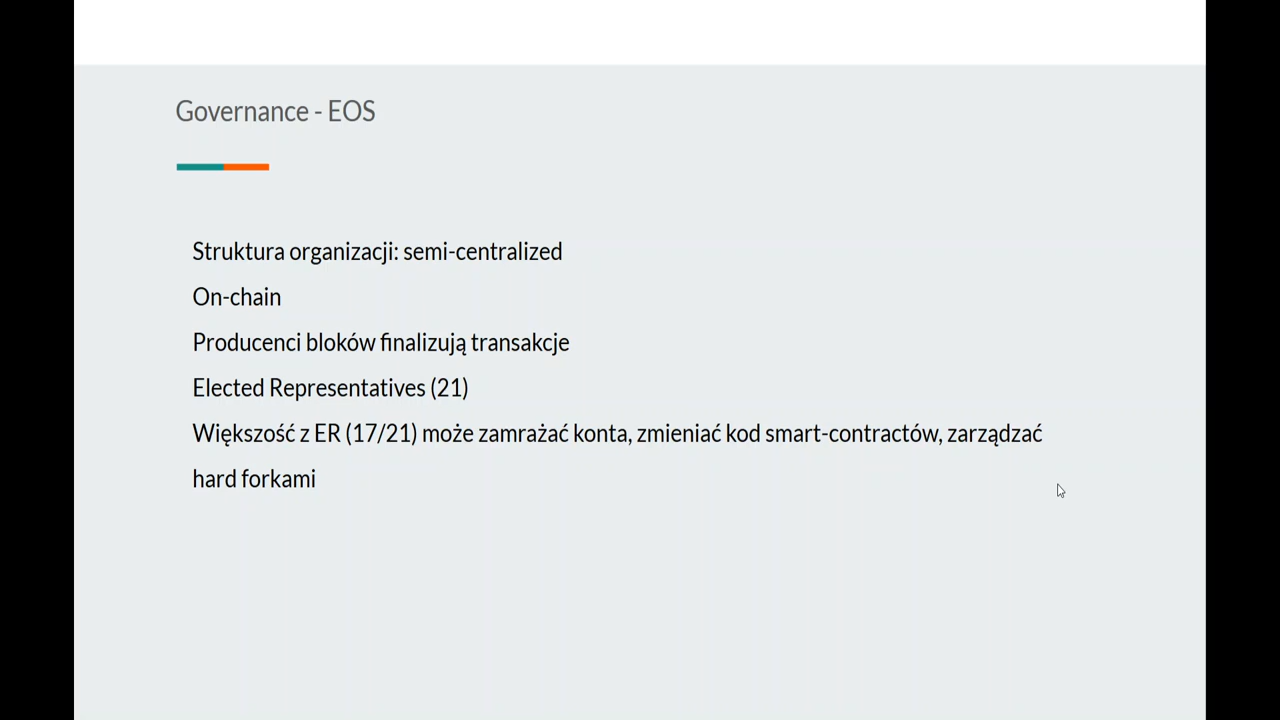 Governance - EOS
Struktura organizacji: semi-centralized
On-chain
Producenci bloków finalizują transakcje
Elected Representatives (21)
Większość z ER (17/21) może zamrażać konta, zmieniać kod smart-contractów, zarządzać
hard forkami